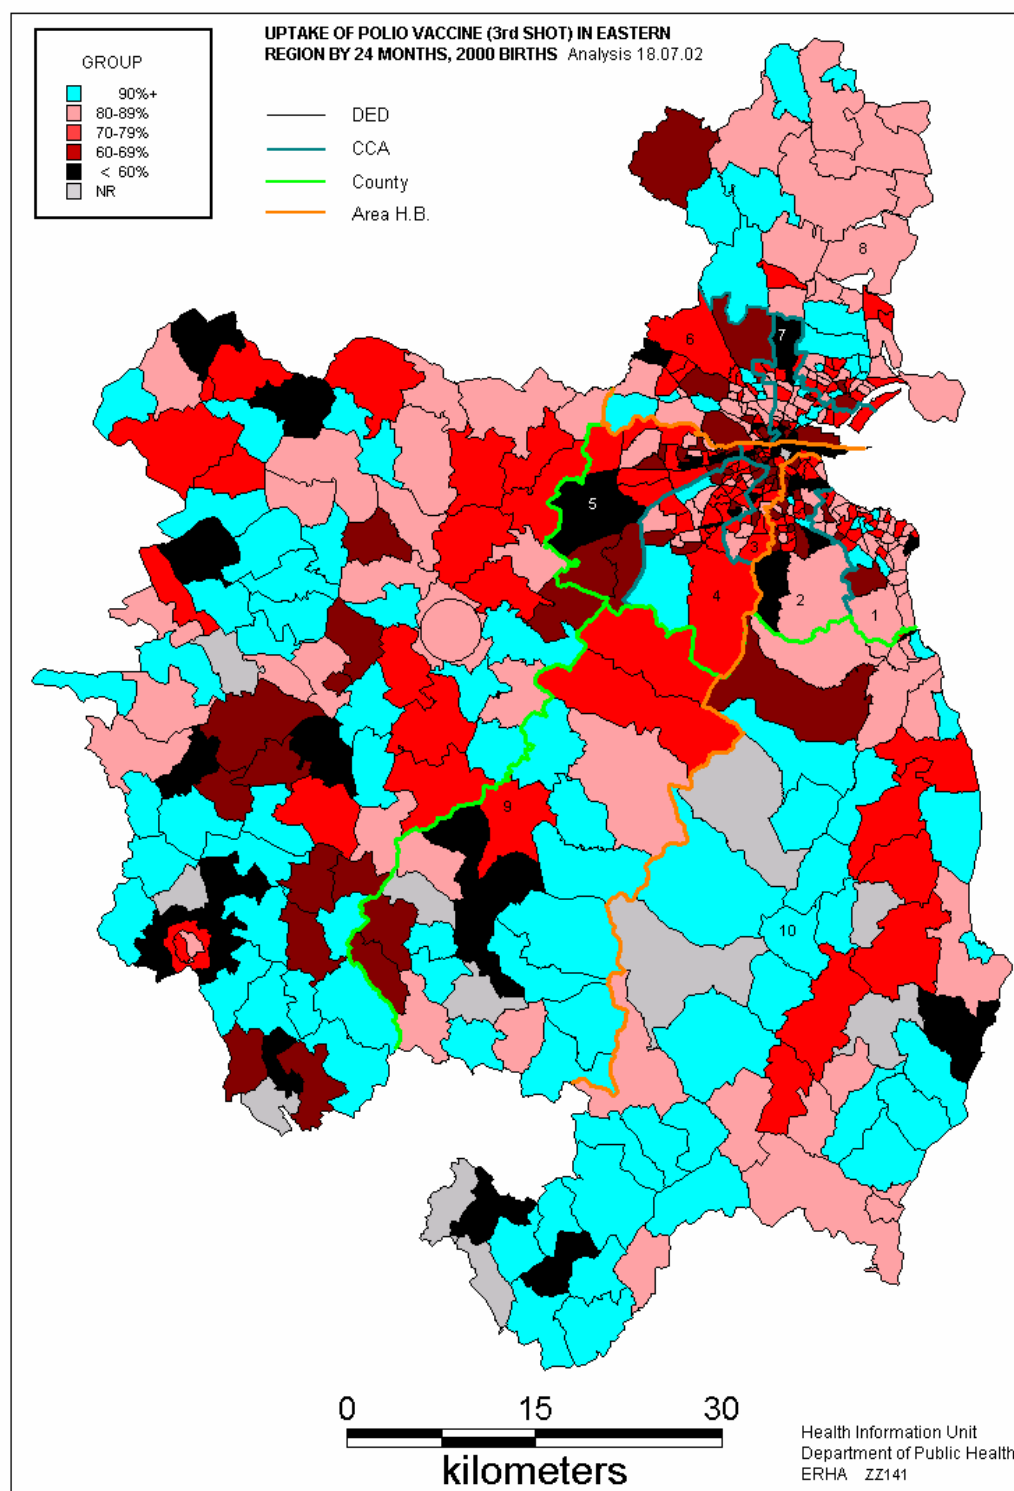 UPTAKE OF POLIO VACCINE (3rd SHOT) IN EASTERN
REGION BY 24 MONTHS, 2000 BIRTHS Analysis 18.07.02
GROUP
90%+
80-89%
70-79%
60-69%
< 60%
NR
DED
CCA
County
Area H.B.
8
7
6
5
3
4
2
1
9
10
0 15 30
kilometers
Health Information Unit
Department of Public Health
ERHA ZZ141